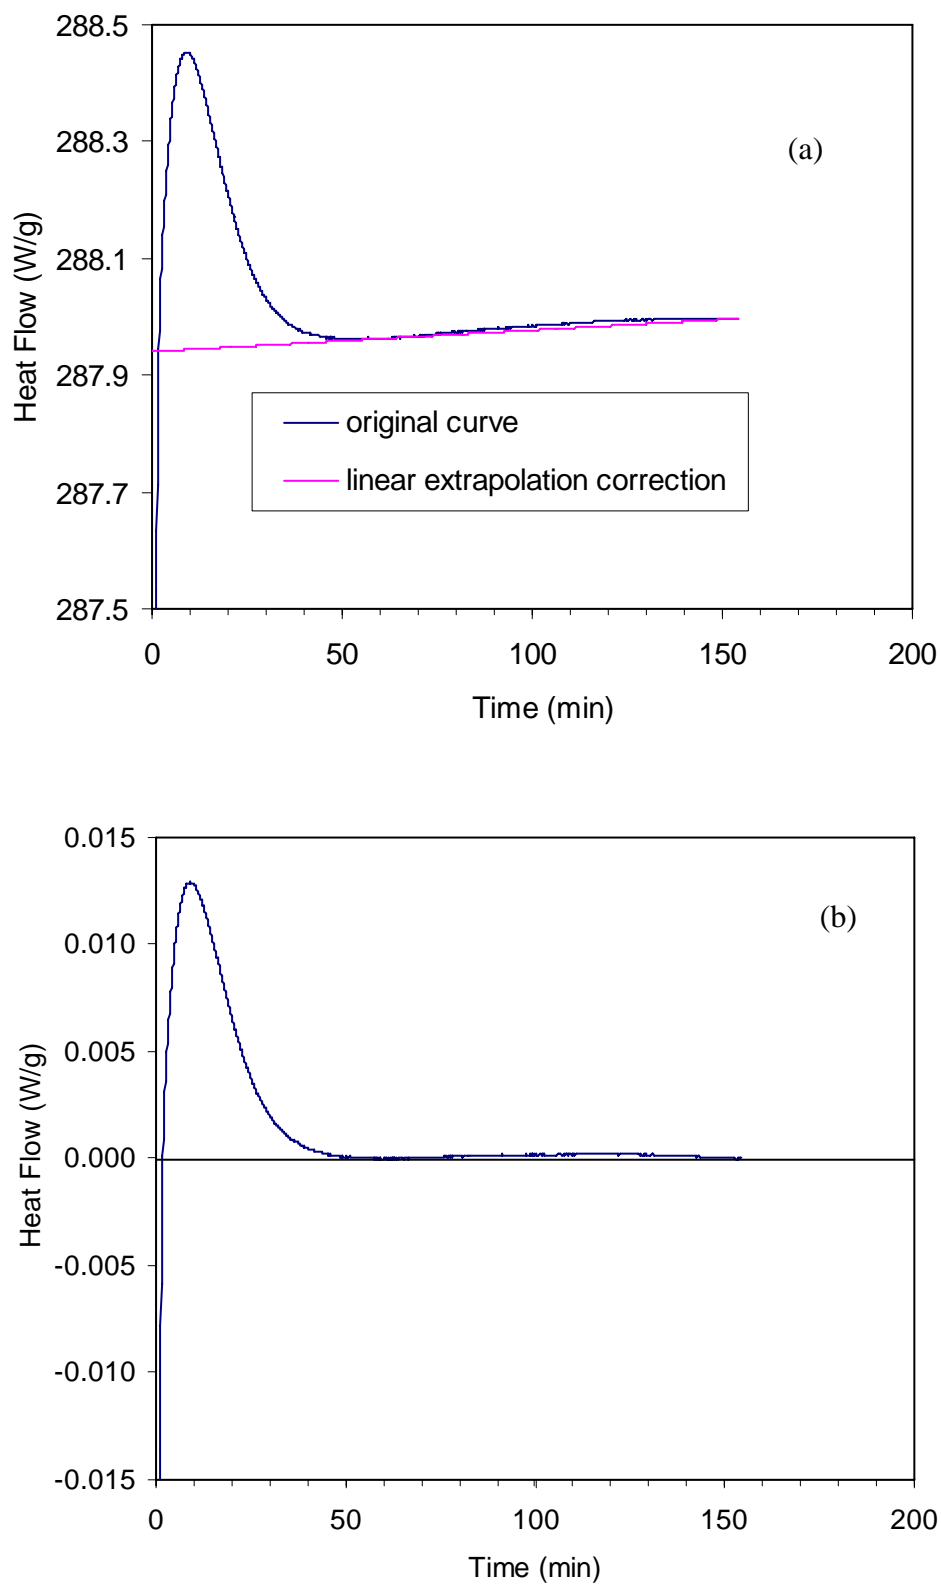 288.5
288.3
288.1
287.9
287.7
287.5
Heat Flow (W/g)
(a)
original curve
linear extrapolation correction
0 50 100 150 200
Time (min)
0.015
0.010
0.005
0.000
-0.005
-0.010
-0.015
Heat Flow (W/g)
(b)
0 50 100 150 200
Time (min)